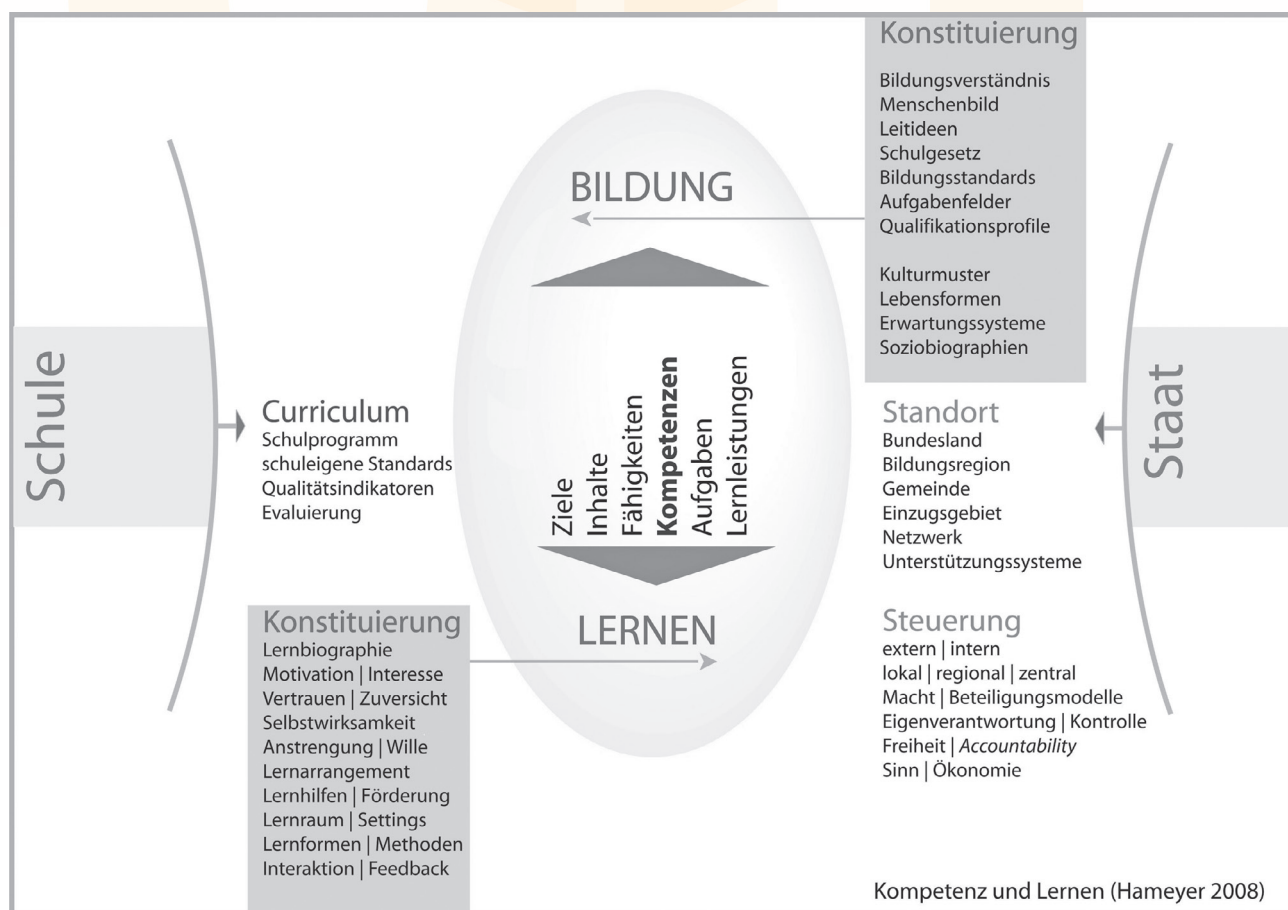 Konstituierung
Bildungsverständnis
Menschenbild
Leitideen
Schulgesetz
Bildungsstandards
Aufgabenfelder
Qualifikationsprofile
Kulturmuster
Lebensformen
Erwartungssysteme
Soziobiographien
BILDUNG
Schule
Curriculum
Schulprogramm
schuleigene Standards
Qualitätsindikatoren
Evaluierung
Ziele
Inhalte
Fähigkeiten
Kompetenzen
Aufgaben
Lernleistungen
Standort
Bundesland
Bildungsregion
Gemeinde
Einzugsgebiet
Netzwerk
Unterstützungssysteme
Staat
Konstituierung
Lernbiographie
Motivation | Interesse
Vertrauen | Zuversicht
Selbstwirksamkeit
Anstrengung | Wille
Lernarrangement
Lernhilfen | Förderung
Lernraum | Settings
Lernformen | Methoden
Interaktion | Feedback
LERNEN
Steuerung
extern | intern
lokal | regional | zentral
Macht | Beteiligungsmodelle
Eigenverantwortung | Kontrolle
Freiheit | Accountability
Sinn | Ökonomie
Kompetenz und Lernen (Hameyer 2008)